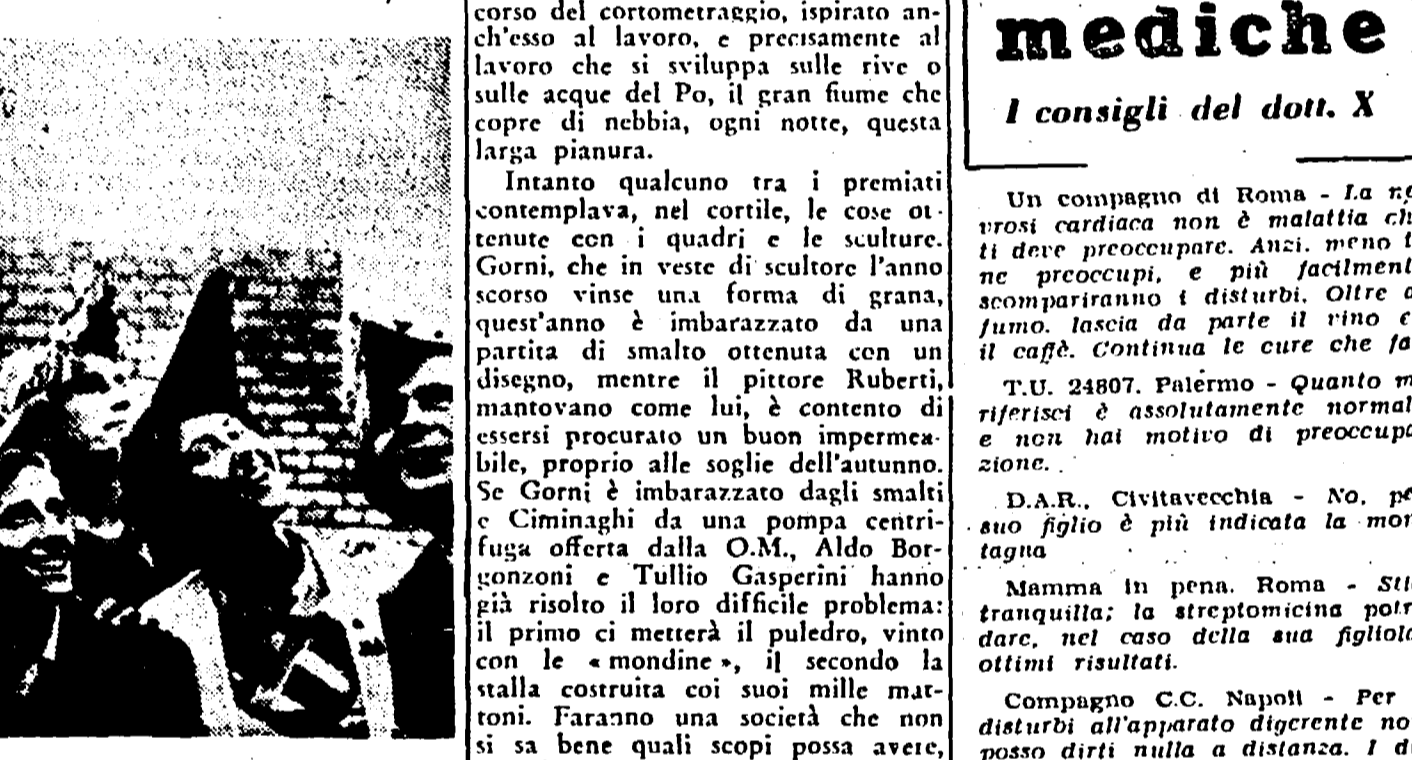 corso del cortometraggio, ispirato an-
ch'esso al lavoro, e precisamente al
lavoro che si sviluppa sulle rive o
sulle acque del Po, il gran fiume che
copre di nebbia, ogni notte, questa
larga pianura.
Intanto qualcuno tra i premiati
contemplava, nel cortile, le cose ot-
tenute con i quadri e le sculture.
Gorni, che in veste di scultore l'anno
scorso vinse una forma di grana,
quest'anno è imbarazzato da una
partita di smalto ottenuta con un
disegno, mentre il pittore Ruberti,
mantovano come lui, è contento di
essersi procurato un buon impermea-
bile, proprio alle soglie dell'autunno.
Se Gorni è imbarazzato dagli smalti
e Ciminaghi da una pompa centri-
fuga offerta dalla O.M., Aldo Bor-
gonzoni e Tullio Gasperini hanno
già risolto il loro difficile problema:
il primo ci metterà il puledro, vinto
con le « mondine », il secondo la
stalla costruita coi suoi mille mat-
toni. Faranno una società che non
si sa bene quali scopi possa avere,
mediche
I consigli del dott. X
Un compagno di Roma - La ne
vrosi cardiaca non è malattia ch
ti deve preoccupare. Anzi. meno t
ne preoccupi, e più facilment
scompariranno i disturbi. Oltre a
fumo. lascia da parte il vino e
il caffè. Continua le cure che fa
T.U. 24807. Palermo - Quanto m
riferisci è assolutamente normal
e non hai motivo di preoccupa
zione.
D.A.R., Civitavecchia - No, pe
suo figlio è più indicata la mon
tagna
Mamma in pena. Roma - Sti
tranquilla; la streptomicina potr
dare, nel caso della sua figliola
ottimi risultati.
Compagno C.C. Napoli - Per
disturbi all'apparato digerente no
posso dirti nulla a distanza. I d